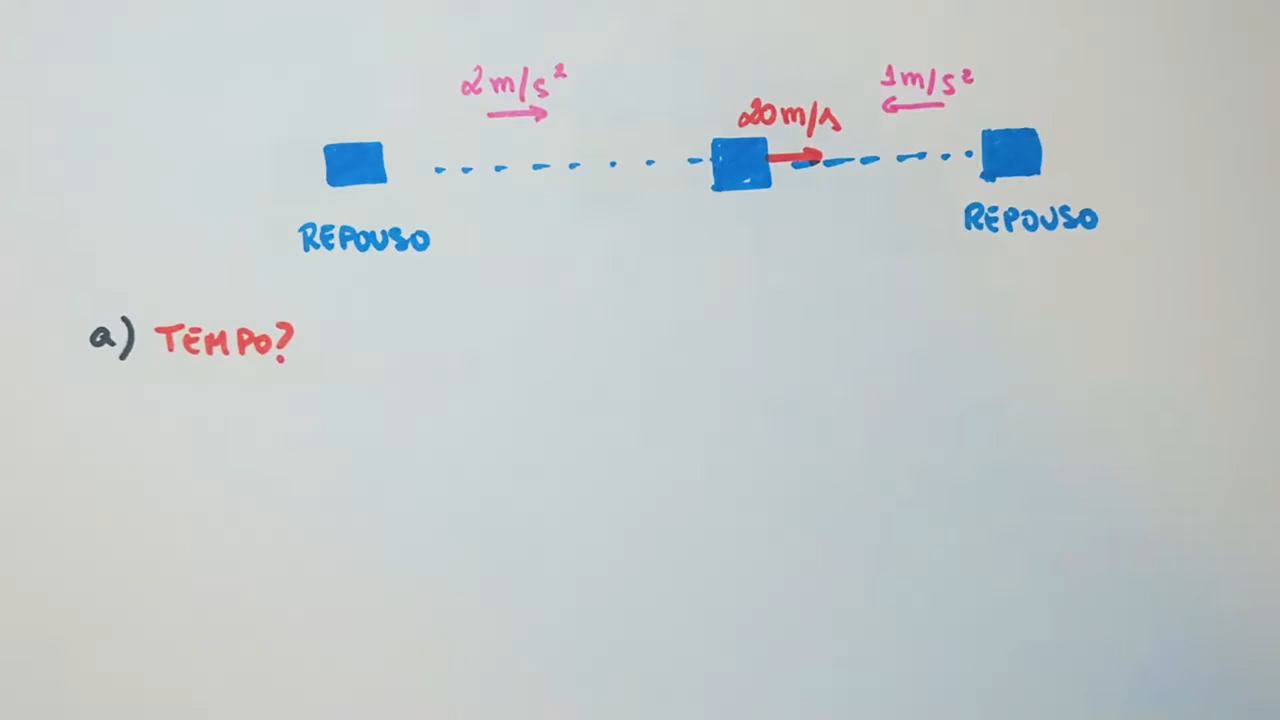 2m/s²
1m/s²
20m/s
REPOUSO
REPOUSO
a) TEMPO?